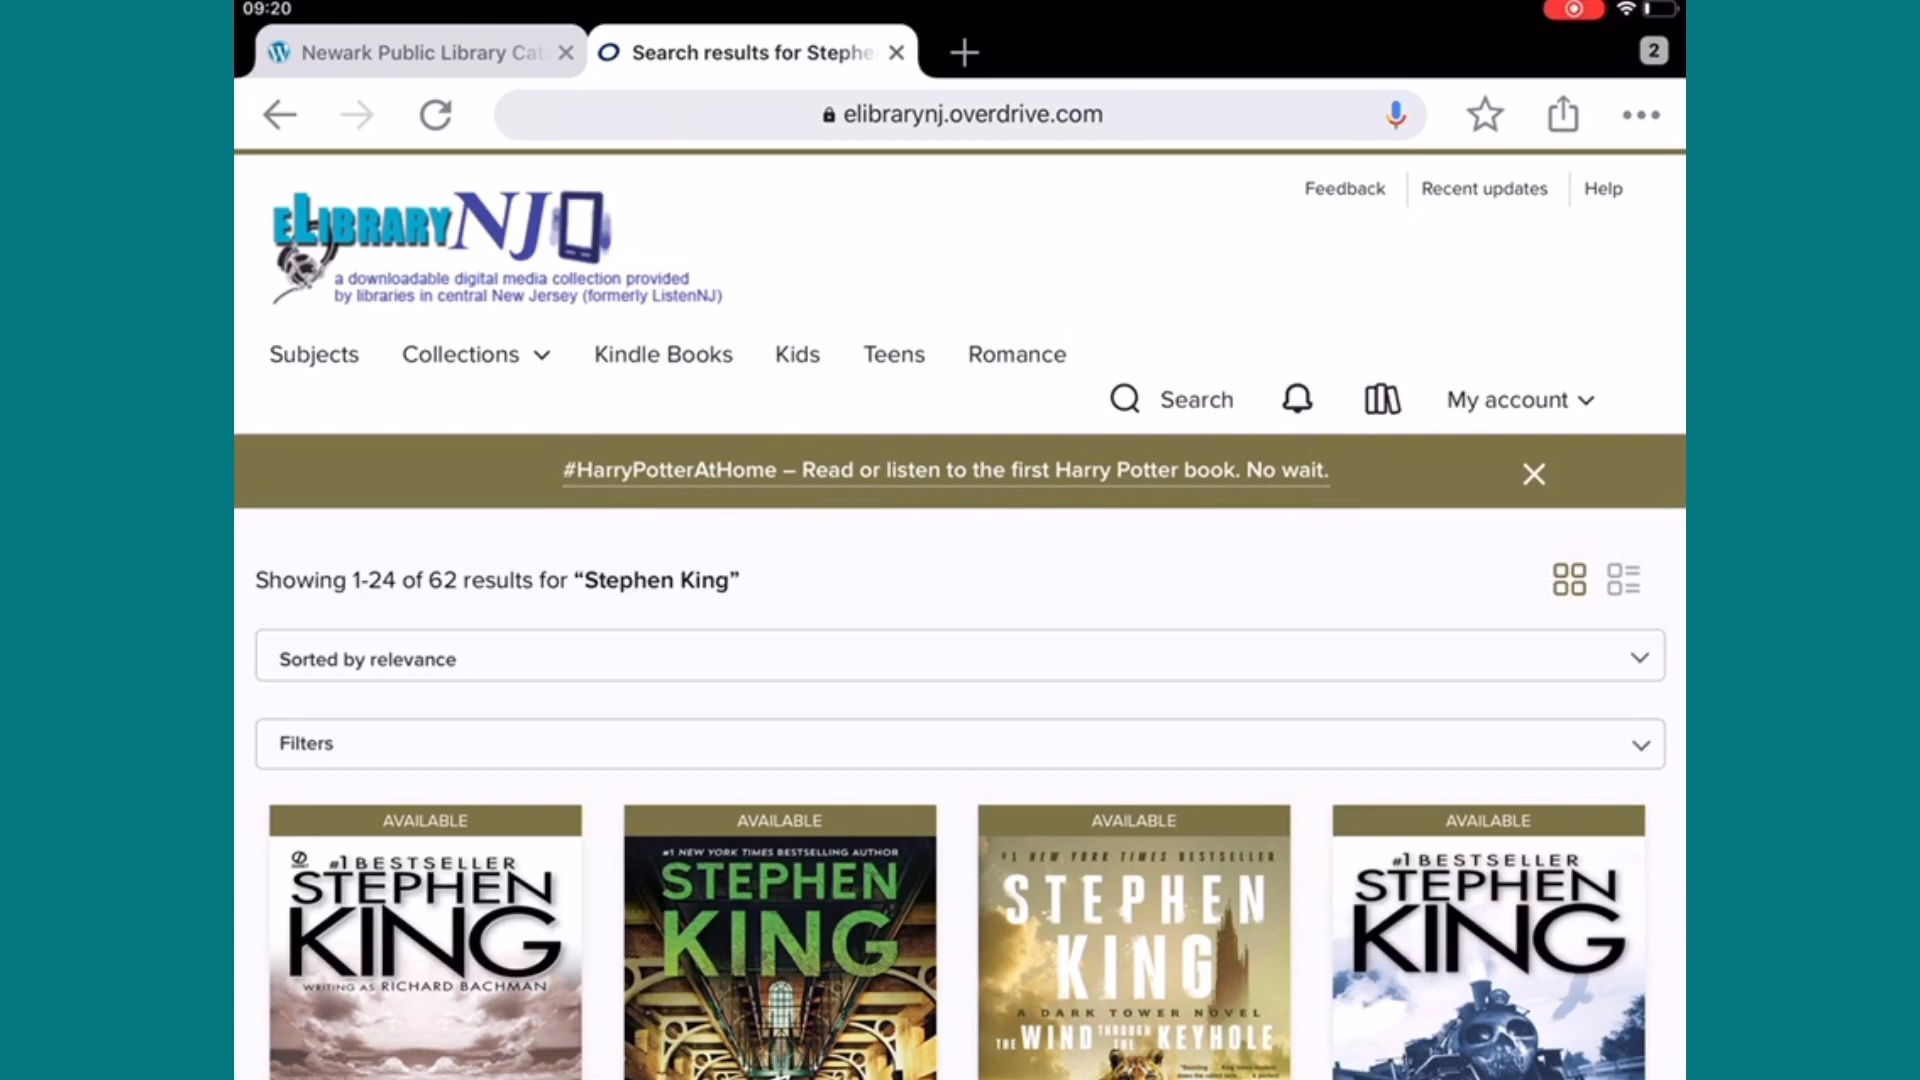 09:20
Newark Public Library Cat
Search results for Stephe
2
elibrarynj.overdrive.com
Feedback
Recent updates
Help
eLIBRARYNJ
a downloadable digital media collection provided
by libraries in central New Jersey (formerly ListenNJ)
Subjects
Collections
Kindle Books
Kids
Teens
Romance
Search
My account
#HarryPotterAtHome – Read or listen to the first Harry Potter book. No wait.
Showing 1-24 of 62 results for “Stephen King”
Sorted by relevance
Filters
AVAILABLE
AVAILABLE
AVAILABLE
AVAILABLE
#1 BESTSELLER
STEPHEN
KING
WRITING AS RICHARD BACHMAN
#1 NEW YORK TIMES BESTSELLING AUTHOR
STEPHEN
KING
#1 NEW YORK TIMES BESTSELLER
STEPHEN
KING
A DARK TOWER NOVEL
THE WIND THROUGH THE KEYHOLE
#1 BESTSELLER
STEPHEN
KING